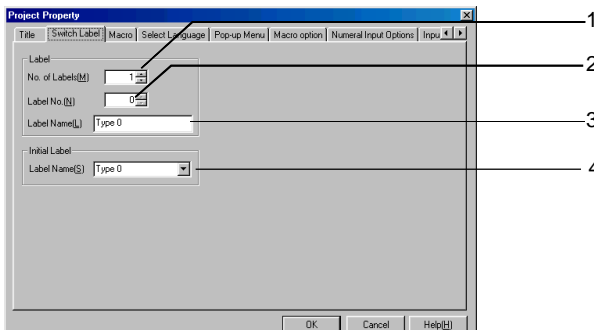 Project Property
Title Switch Label Macro Select Language Pop-up Menu Macro option Numeral Input Options Inpu
Label
No. of Labels(M) 1
Label No.(N) 0
Label Name(L) Type 0
Initial Label
Label Name(S) Type 0
OK Cancel Help(H)
1
2
3
4